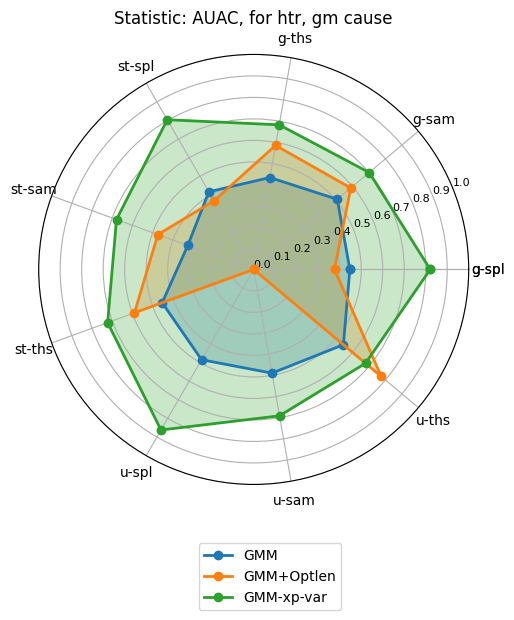 Statistic: AUAC, for htr, gm cause
g-ths
st-spl
g-sam
st-sam
0.0
0.1
0.2
0.3
0.4
0.5
0.6
0.7
0.8
0.9
1.0
g-spl
st-ths
u-ths
u-spl
u-sam
GMM
GMM+Optlen
GMM-xp-var